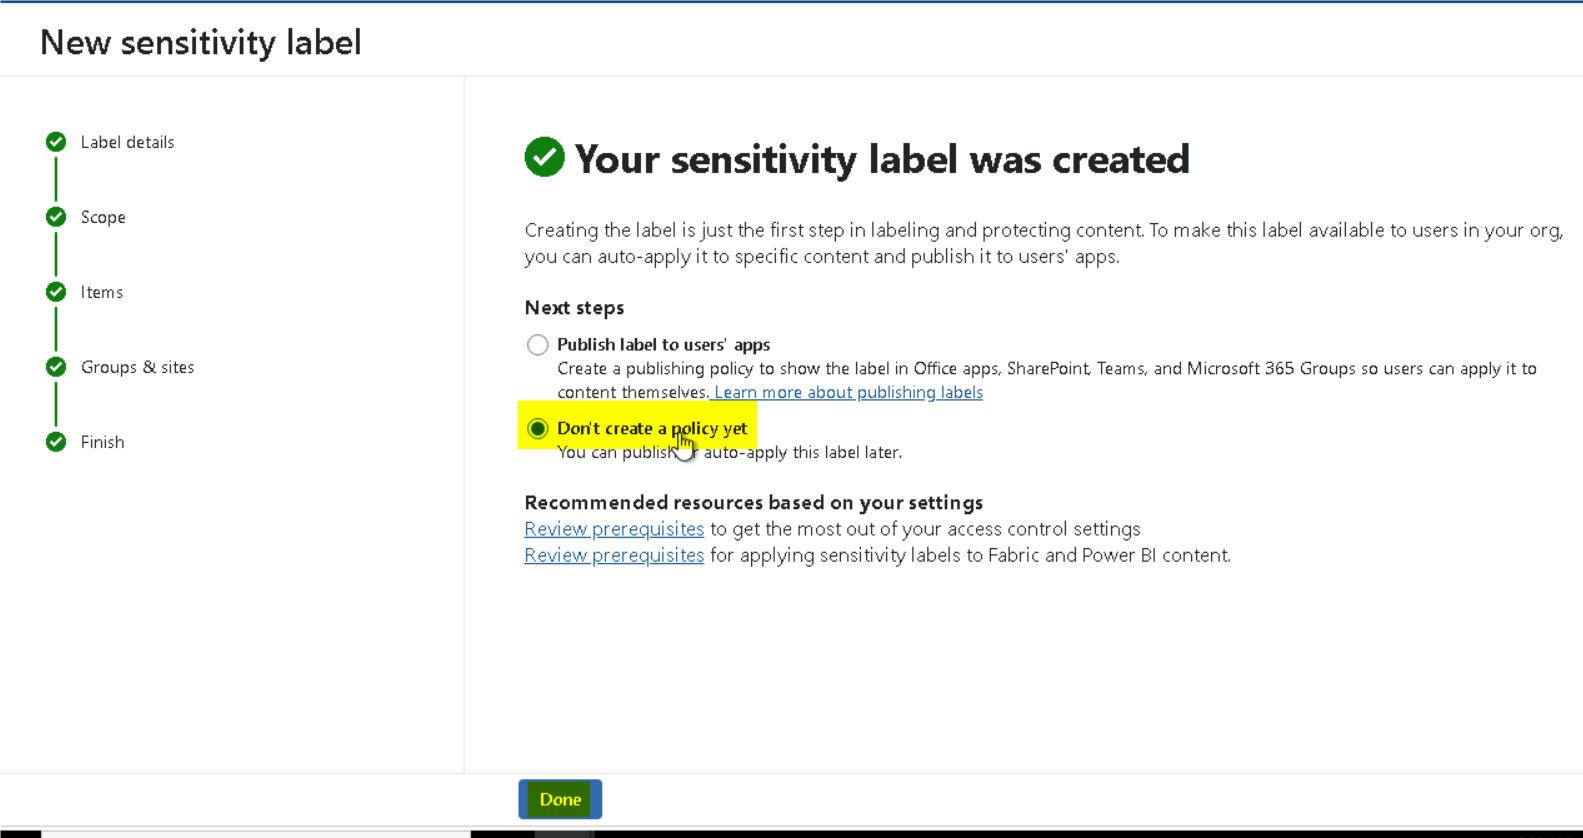 New sensitivity label
Label details
Scope
Items
Groups & sites
Finish
Your sensitivity label was created
Creating the label is just the first step in labeling and protecting content. To make this label available to users in your org,
you can auto-apply it to specific content and publish it to users' apps.
Next steps
Publish label to users' apps
Create a publishing policy to show the label in Office apps, SharePoint, Teams, and Microsoft 365 Groups so users can apply it to
content themselves. Learn more about publishing labels
Don't create a policy yet
You can publish or auto-apply this label later.
Recommended resources based on your settings
Review prerequisites to get the most out of your access control settings
Review prerequisites for applying sensitivity labels to Fabric and Power BI content.
Done